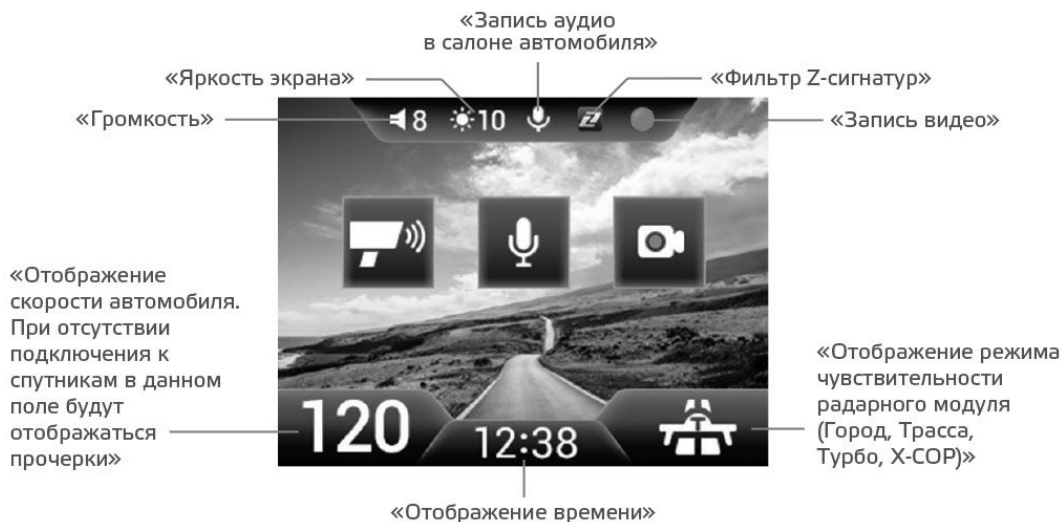 «Запись аудио
в салоне автомобиля»
«Яркость экрана»
«Фильтр Z-сигнатур»
«Громкость»
«Запись видео»
8
10
Z
«Отображение
скорости автомобиля.
При отсутствии
подключения к
спутникам в данном
поле будут
отображаться
прочерки»
«Отображение режима
чувствительности
радарного модуля
(Город, Трасса,
Турбо, X-COP)»
120
12:38
T
«Отображение времени»